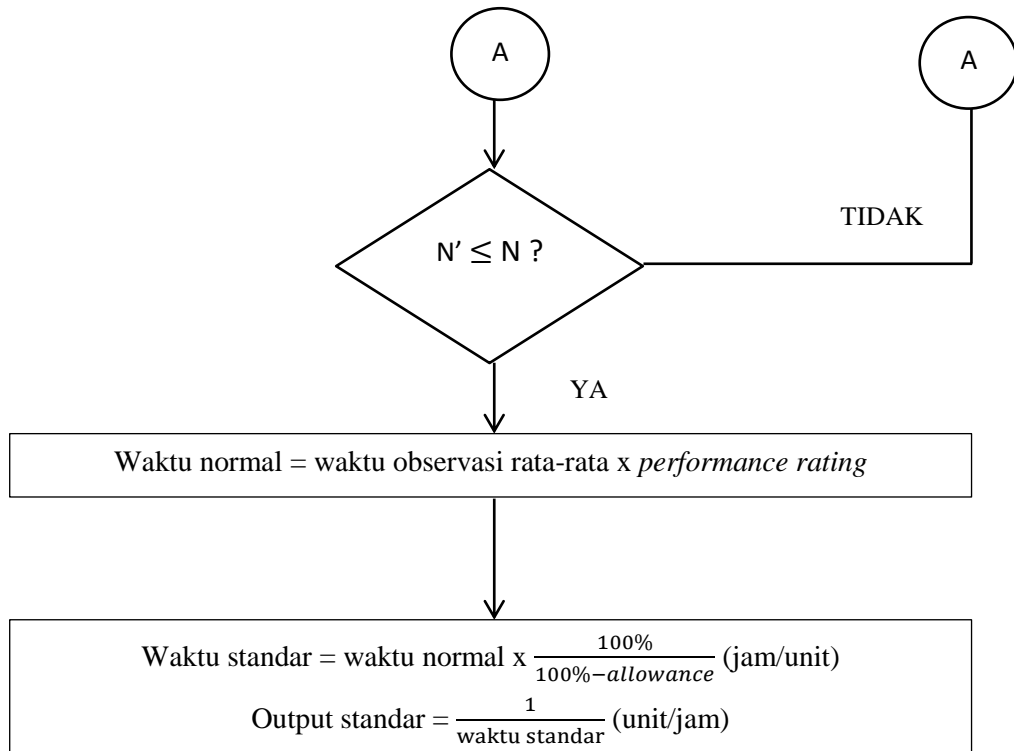 A
A
N’ ≤ N ?
TIDAK
YA
Waktu normal = waktu observasi rata-rata x performance rating
Waktu standar = waktu normal x 100% / 100%−allowance (jam/unit)
Output standar = 1 / waktu standar (unit/jam)